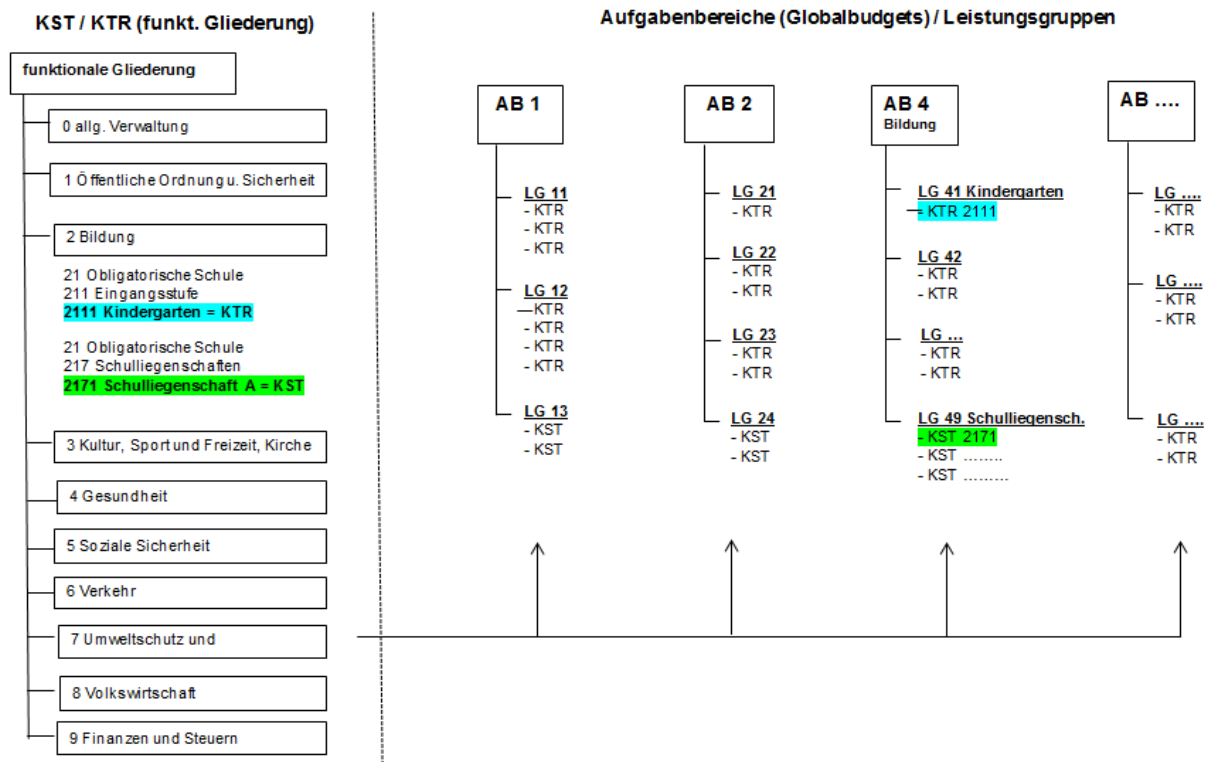 KST / KTR (funkt. Gliederung)
funktionale Gliederung
0 allg. Verwaltung
1 Öffentliche Ordnung u. Sicherheit
2 Bildung
21 Obligatorische Schule
211 Eingangsstufe
2111 Kindergarten = KTR
21 Obligatorische Schule
217 Schulliegenschaften
2171 Schulliegenschaft A = KST
3 Kultur, Sport und Freizeit, Kirche
4 Gesundheit
5 Soziale Sicherheit
6 Verkehr
7 Umweltschutz und
8 Volkswirtschaft
9 Finanzen und Steuern
Aufgabenbereiche (Globalbudgets) / Leistungsgruppen
AB 1
LG 11
- KTR
- KTR
- KTR
LG 12
- KTR
- KTR
- KTR
- KTR
LG 13
- KST
- KST
AB 2
LG 21
- KTR
LG 22
- KTR
- KTR
LG 23
- KTR
- KTR
LG 24
- KST
- KST
AB 4
Bildung
LG 41 Kindergarten
- KTR 2111
LG 42
- KTR
- KTR
LG ...
- KTR
- KTR
LG 49 Schulliegensch.
- KST 2171
- KST ........
- KST .........
AB ....
LG ....
- KTR
- KTR
LG ....
- KTR
- KTR
LG ....
- KTR
- KTR